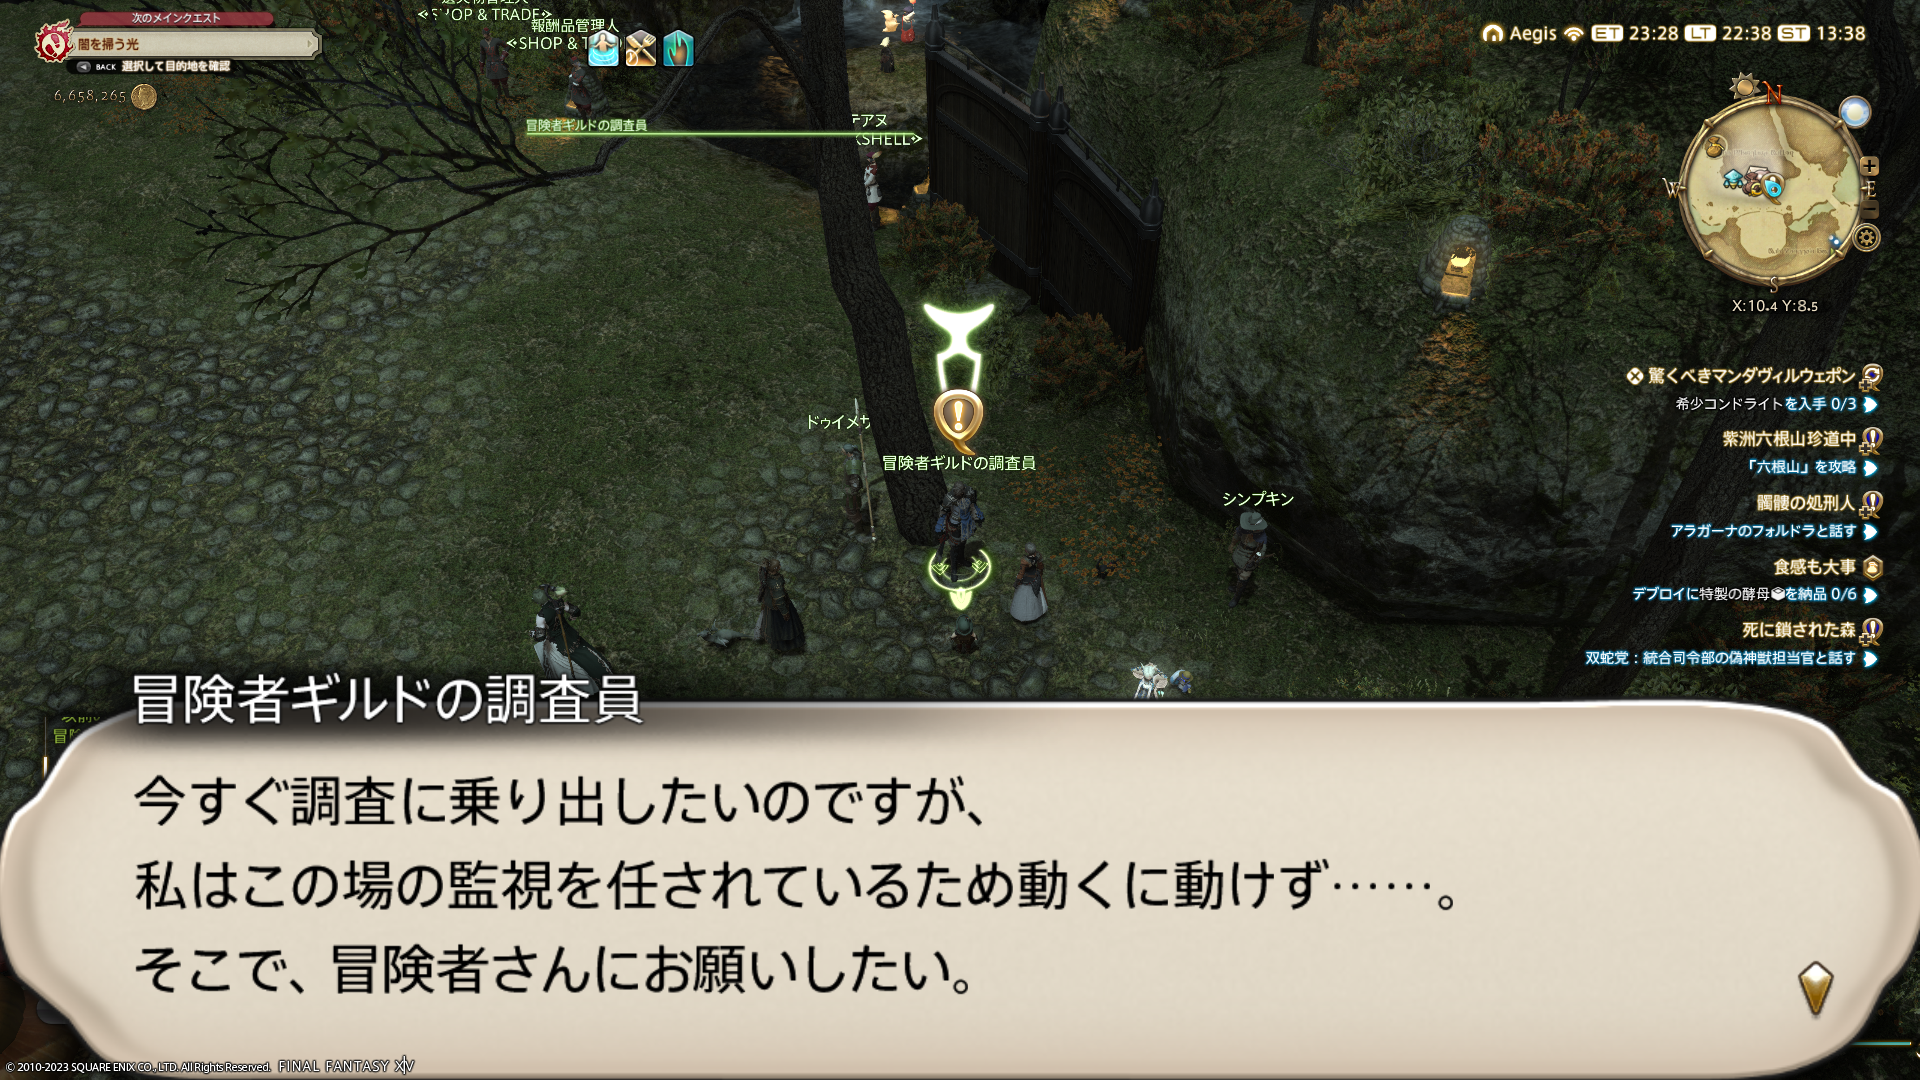 次のメインクエスト
闇を掃う光
BACK 選択して目的地を確認
6,658,265
SHOP & TRADE
報酬品管理人
冒険者ギルドの調査員
テアヌ
Aegis ET 23:28 LT 22:38 ST 13:38
N
W
E
S
X:10.4 Y:8.5
驚くべきマンダヴィルウェポン
希少コンドライトを入手 0/3
紫洲六根山珍道中
「六根山」を攻略
髑髏の処刑人
アラガーナのフォルドラと話す
食感も大事
デブロイに特製の酵母を納品 0/6
死に鎖された森
双蛇党：統合司令部の偽神獣担当官と話す
ドゥイメサ
冒険者ギルドの調査員
シンプキン
冒険者ギルドの調査員
今すぐ調査に乗り出したいのですが、
私はこの場の監視を任されているため動くに動けず……。
そこで、冒険者さんにお願いしたい。
© 2010-2023 SQUARE ENIX CO., LTD. All Rights Reserved. FINAL FANTASY XIV